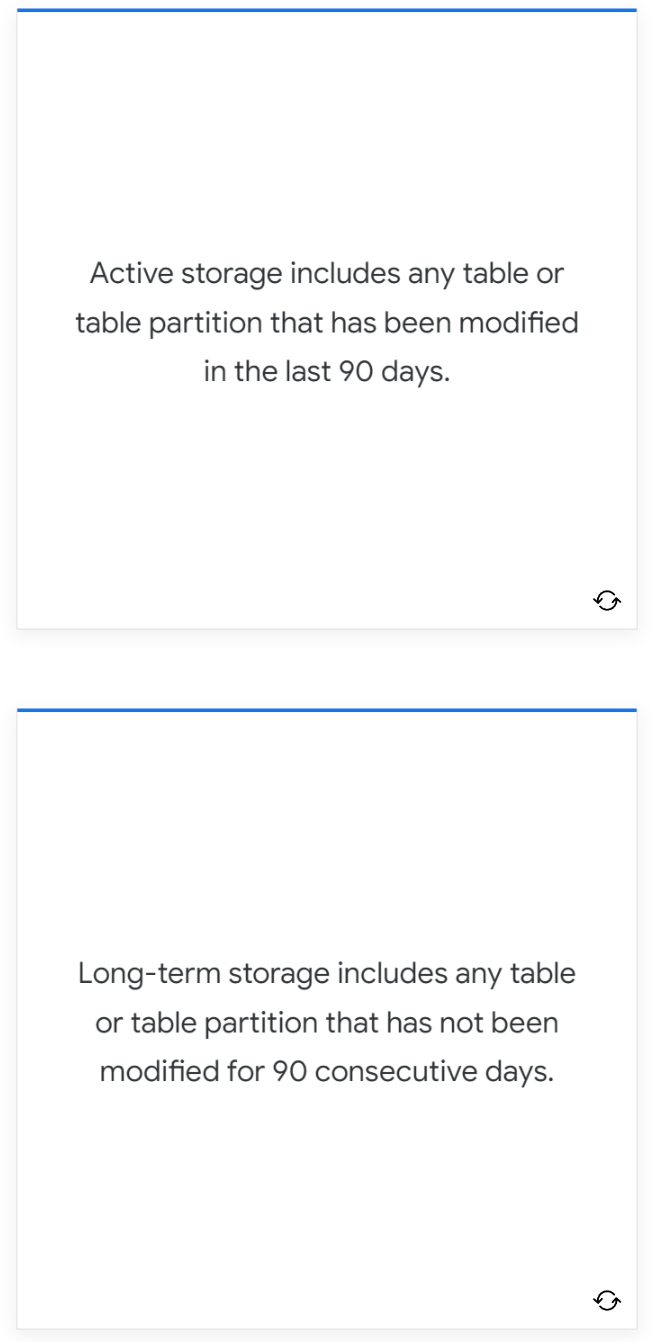 Active storage includes any table or
table partition that has been modified
in the last 90 days.
Long-term storage includes any table
or table partition that has not been
modified for 90 consecutive days.